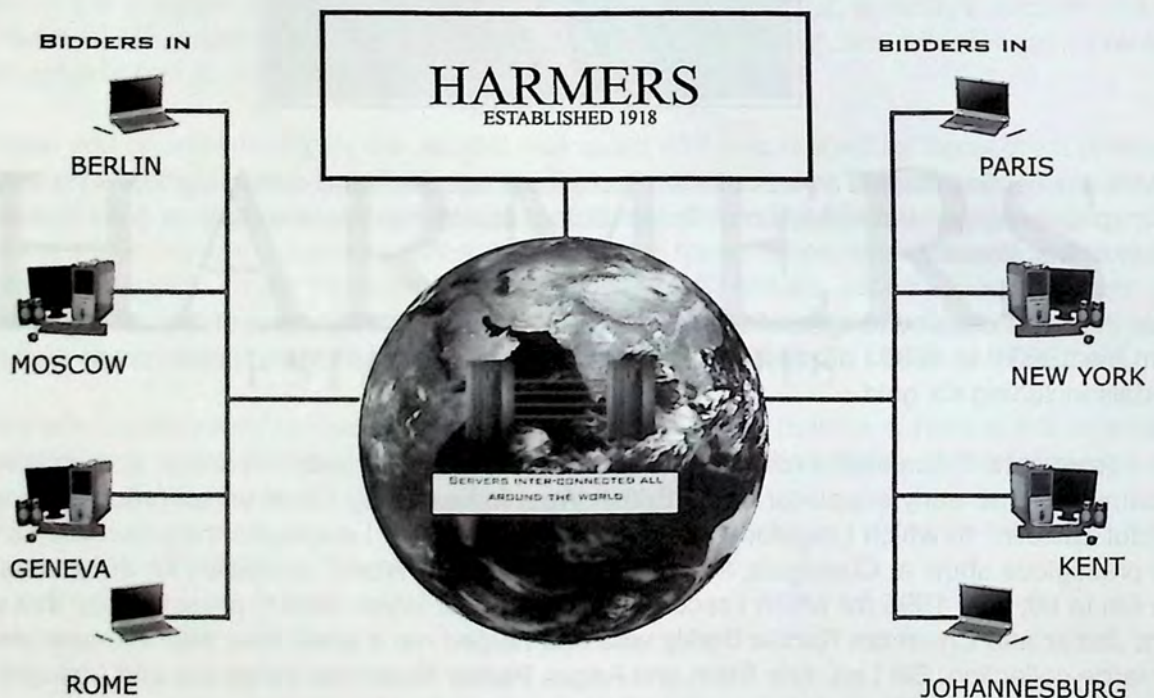 HARMERS
ESTABLISHED 1918
BIDDERS IN
BERLIN
MOSCOW
GENEVA
ROME
SERVERS INTER-CONNECTED ALL
AROUND THE WORLD
BIDDERS IN
PARIS
NEW YORK
KENT
JOHANNESBURG